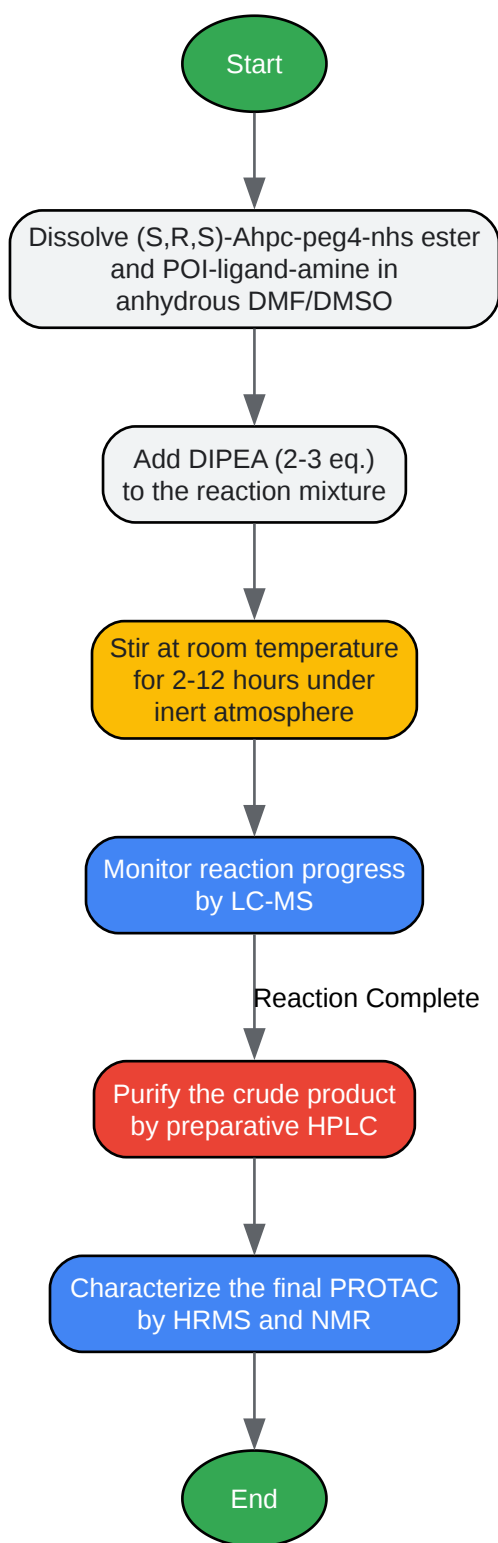 Start
Dissolve (S,R,S)-Ahpc-peg4-nhs ester
and POI-ligand-amine in
anhydrous DMF/DMSO
Add DIPEA (2-3 eq.)
to the reaction mixture
Stir at room temperature
for 2-12 hours under
inert atmosphere
Monitor reaction progress
by LC-MS
Reaction Complete
Purify the crude product
by preparative HPLC
Characterize the final PROTAC
by HRMS and NMR
End